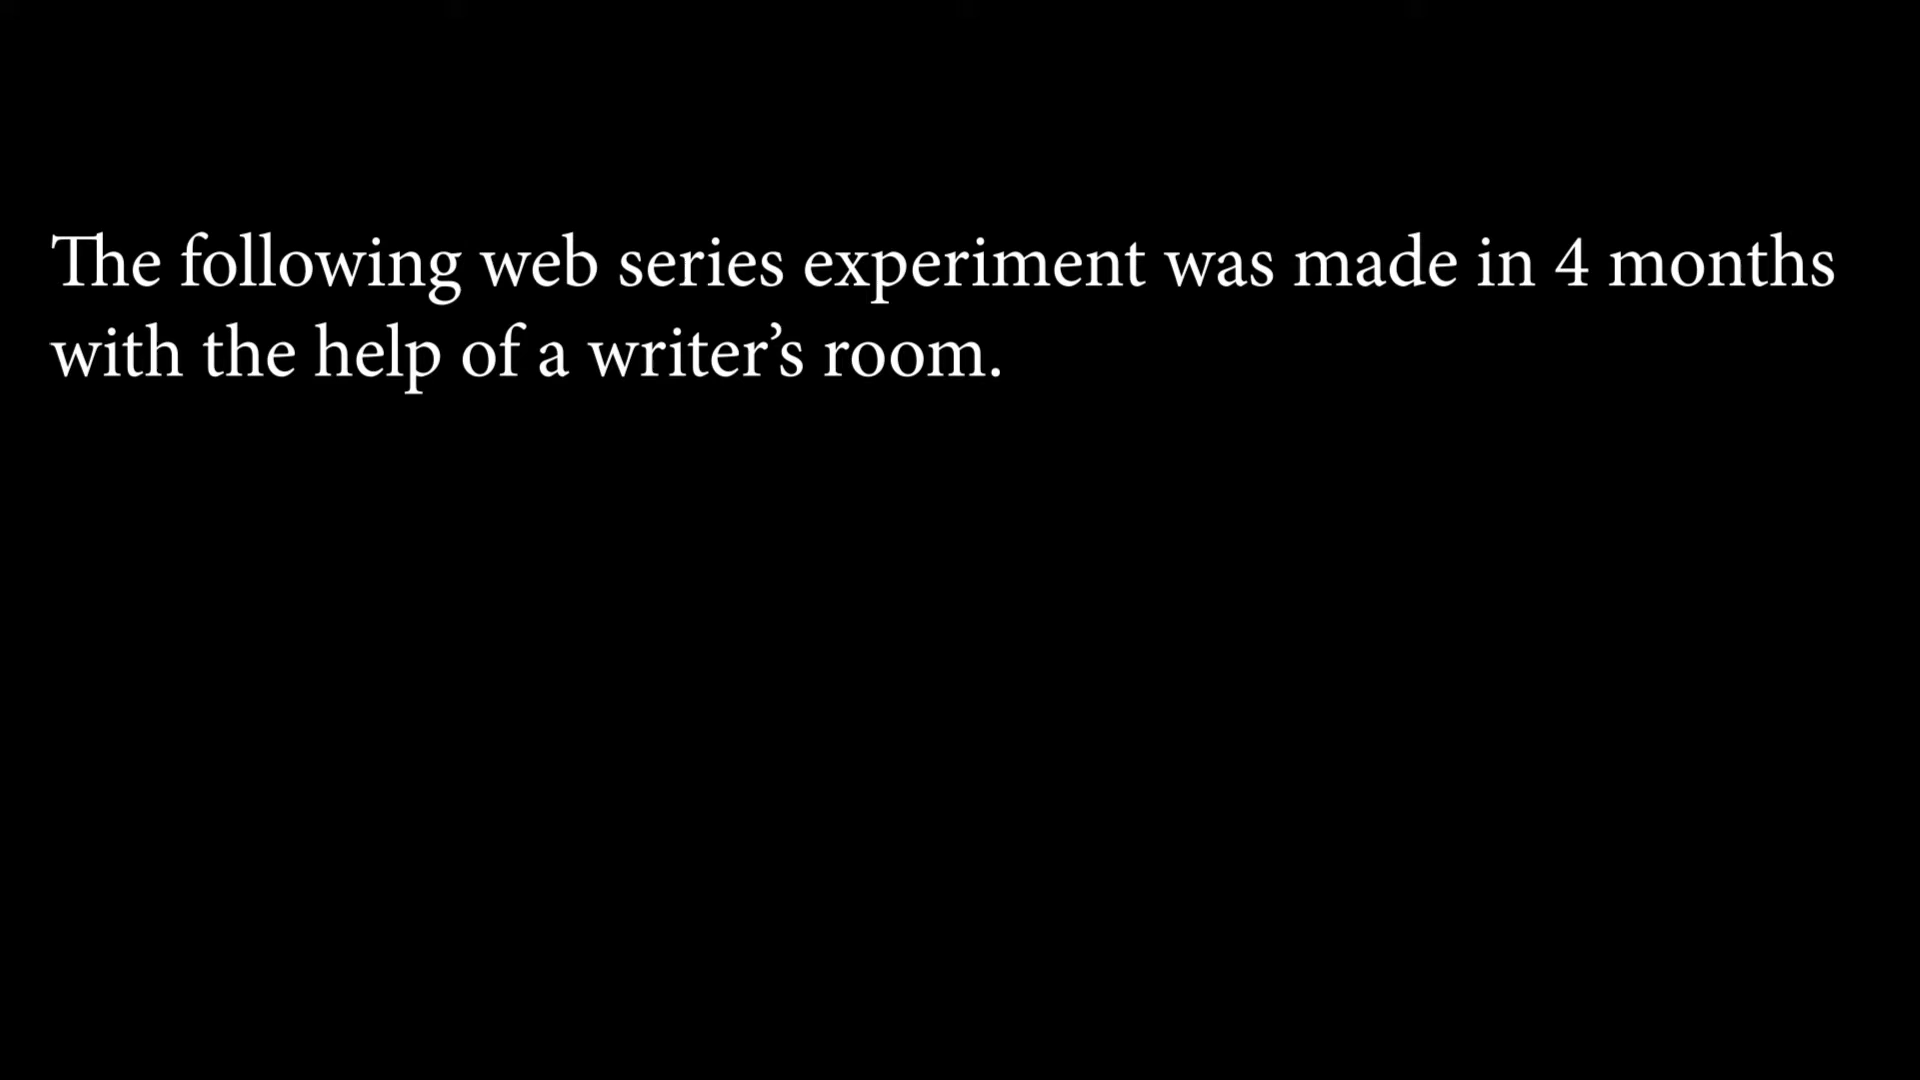 The following web series experiment was made in 4 months
with the help of a writer’s room.